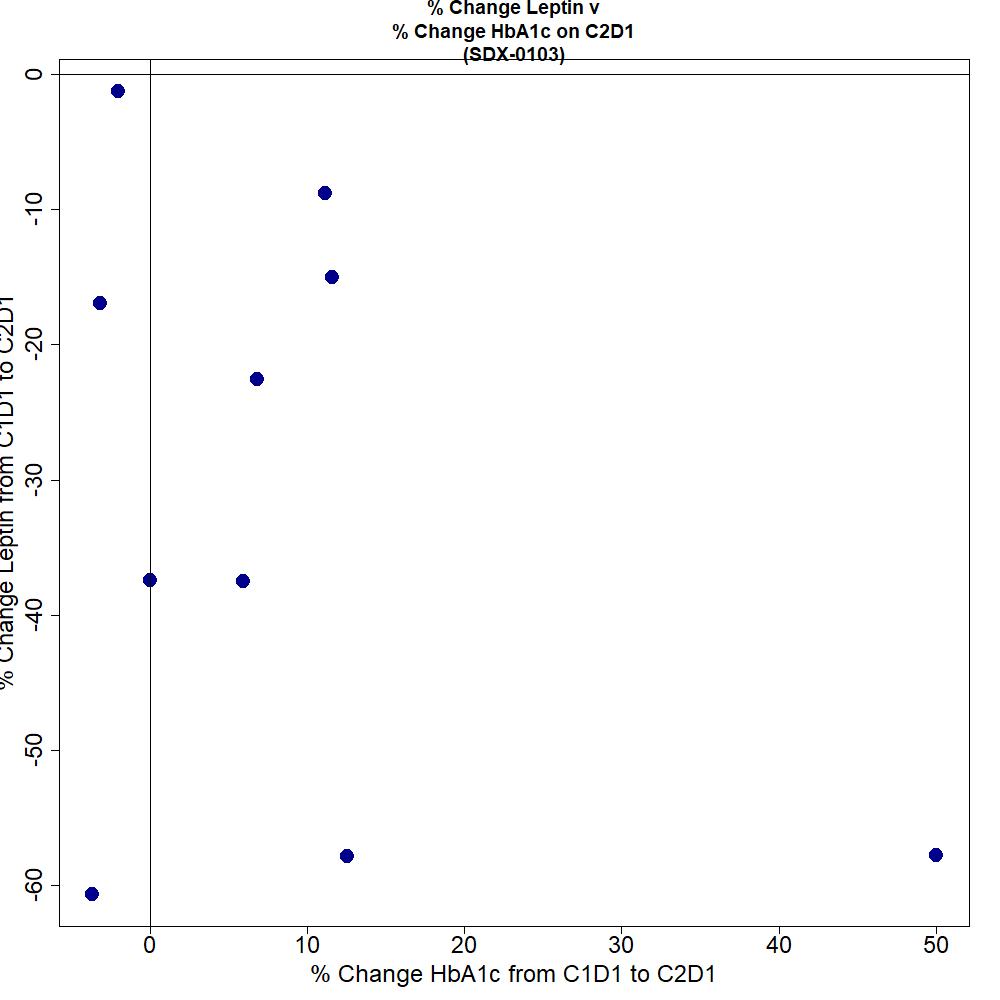 % Change Leptin v
% Change HbA1c on C2D1
(SDX-0103)
% Change Leptin from C1D1 to C2D1
0
-10
-20
-30
-40
-50
-60
0
10
20
30
40
50
% Change HbA1c from C1D1 to C2D1